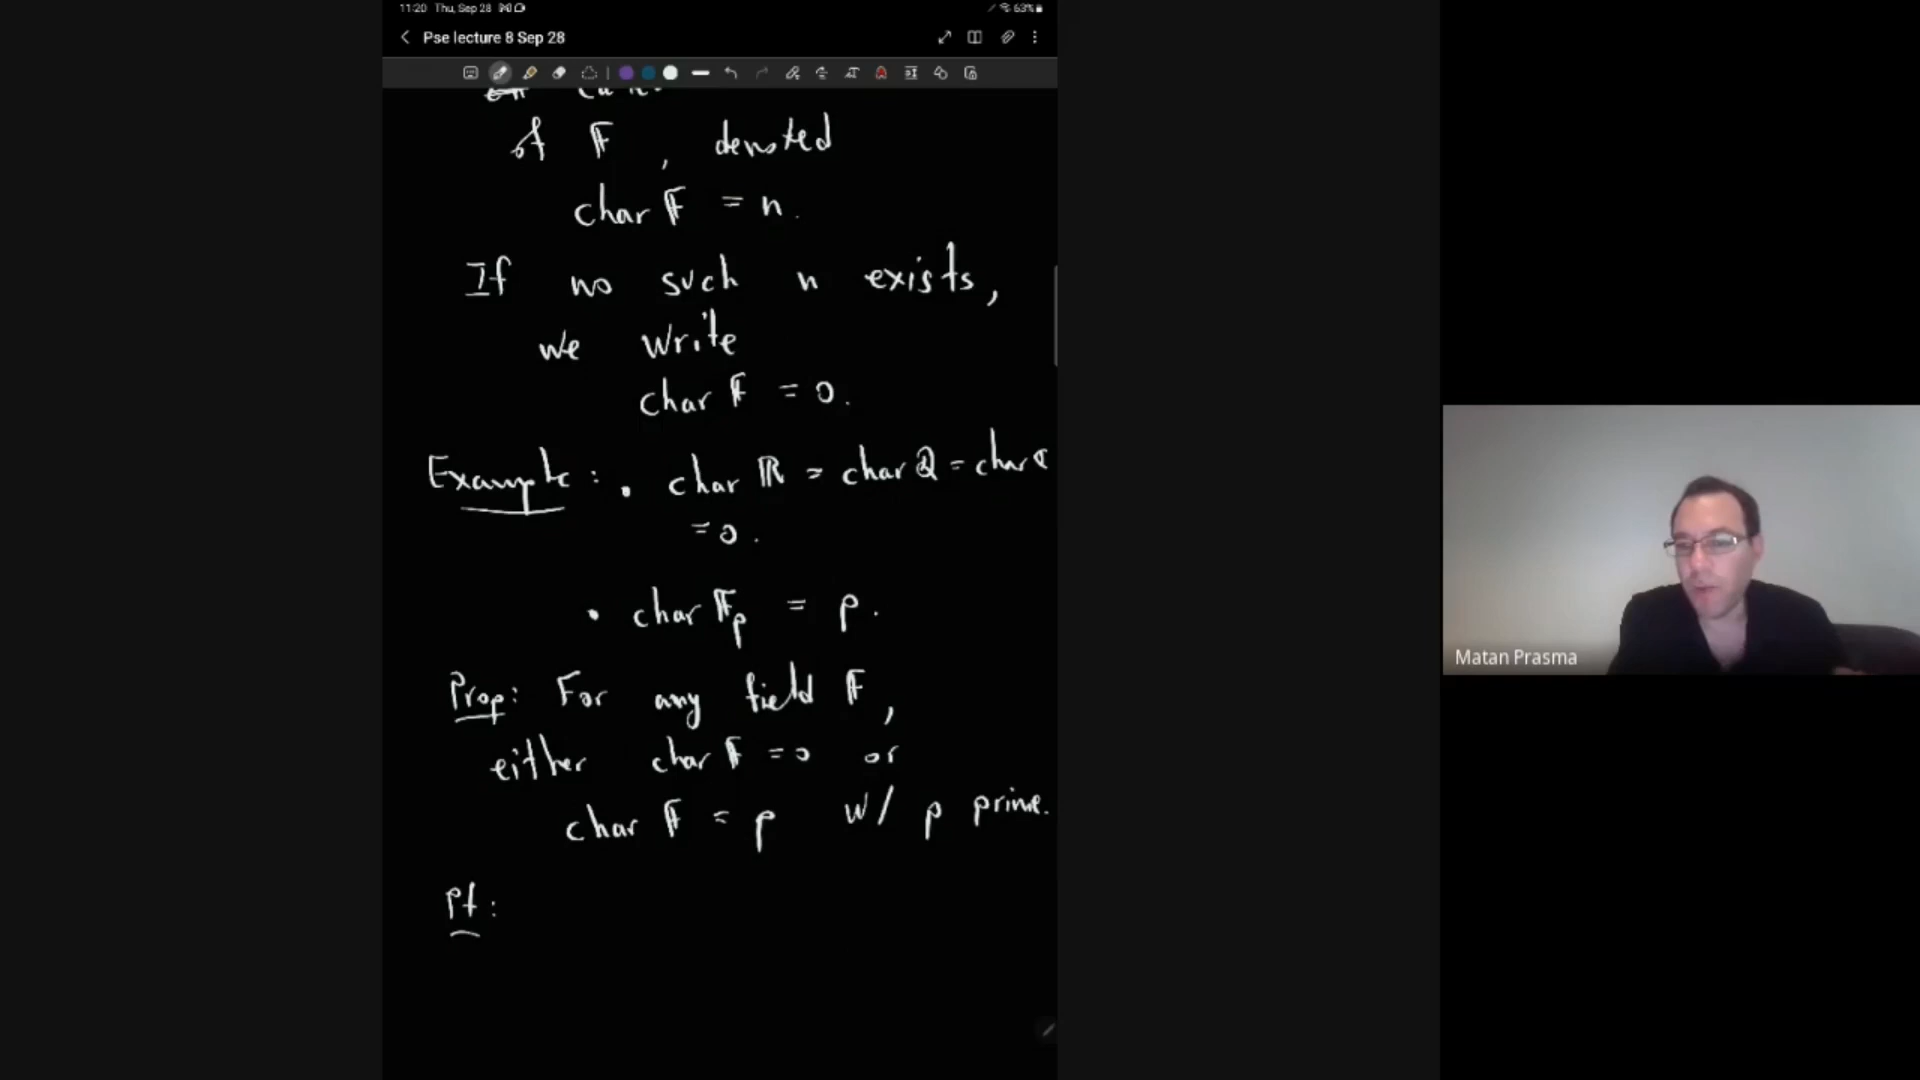 11:20 Thu, Sep 28
63%
Pse lecture 8 Sep 28
of 𝔽, denoted
char 𝔽 = n.
If no such n exists,
we write
char 𝔽 = 0.
Example: • char ℝ = char ℚ = char ℂ
= 0.
• char 𝔽p = p.
Prop: For any field 𝔽,
either char 𝔽 = 0 or
char 𝔽 = p w/ p prime.
Pf:
Matan Prasma